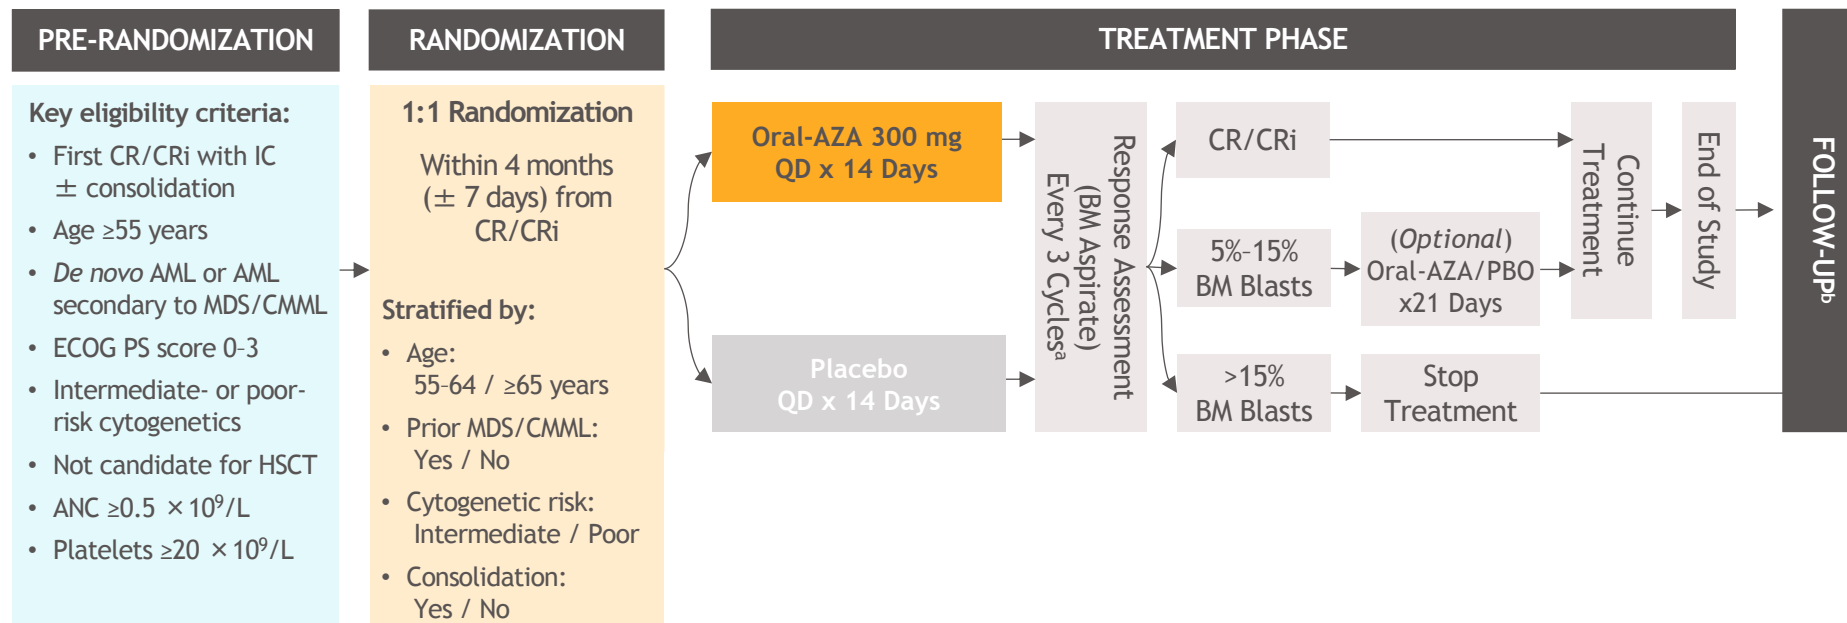 PRE-RANDOMIZATION
Key eligibility criteria:
• First CR/CRi with IC
± consolidation
• Age ≥55 years
• De novo AML or AML
secondary to MDS/CMML
• ECOG PS score 0-3
• Intermediate- or poor-
risk cytogenetics
• Not candidate for HSCT
• ANC ≥0.5 × 10⁹/L
• Platelets ≥20 × 10⁹/L
RANDOMIZATION
1:1 Randomization
Within 4 months
(± 7 days) from
CR/CRi
Stratified by:
• Age:
55-64 / ≥65 years
• Prior MDS/CMML:
Yes / No
• Cytogenetic risk:
Intermediate / Poor
• Consolidation:
Yes / No
TREATMENT PHASE
Oral-AZA 300 mg
QD x 14 Days
Placebo
QD x 14 Days
Response Assessment
(BM Aspirate)
Every 3 Cyclesᵃ
CR/CRi
5%-15%
BM Blasts
>15%
BM Blasts
(Optional)
Oral-AZA/PBO
x21 Days
Stop
Treatment
Continue
Treatment
End of Study
FOLLOW-UPᵇ